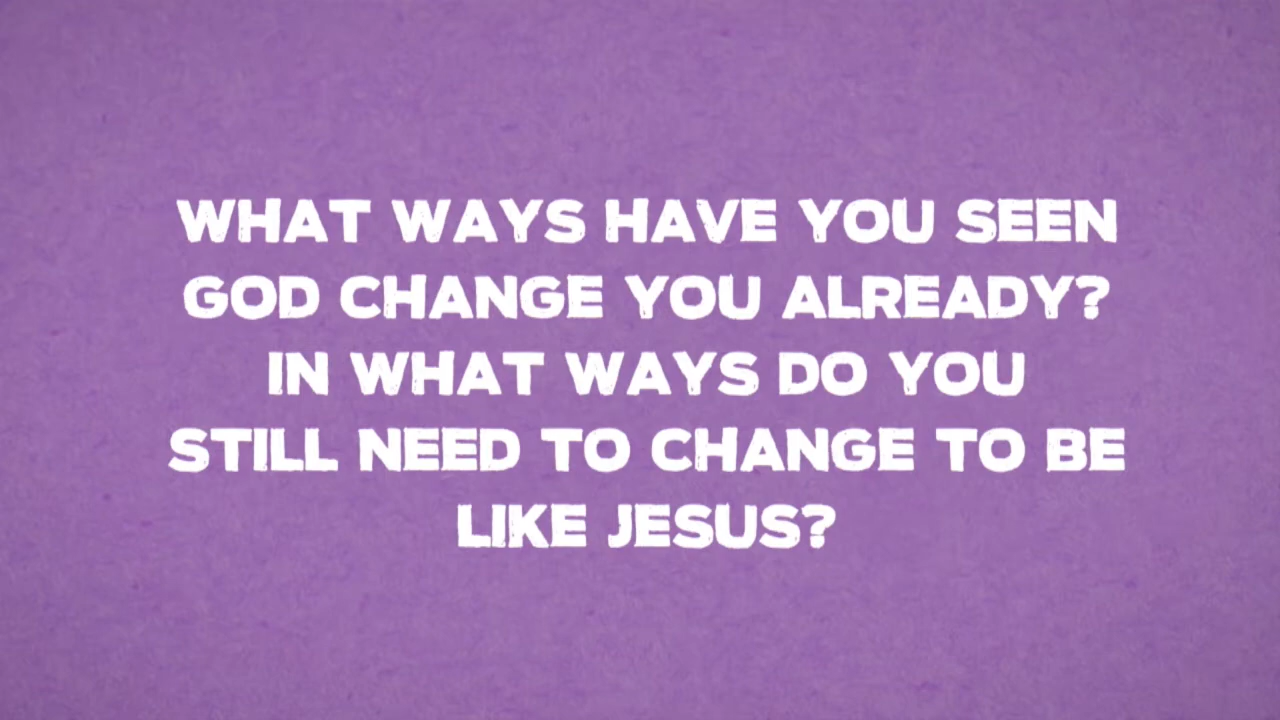 WHAT WAYS HAVE YOU SEEN
GOD CHANGE YOU ALREADY?
IN WHAT WAYS DO YOU
STILL NEED TO CHANGE TO BE
LIKE JESUS?